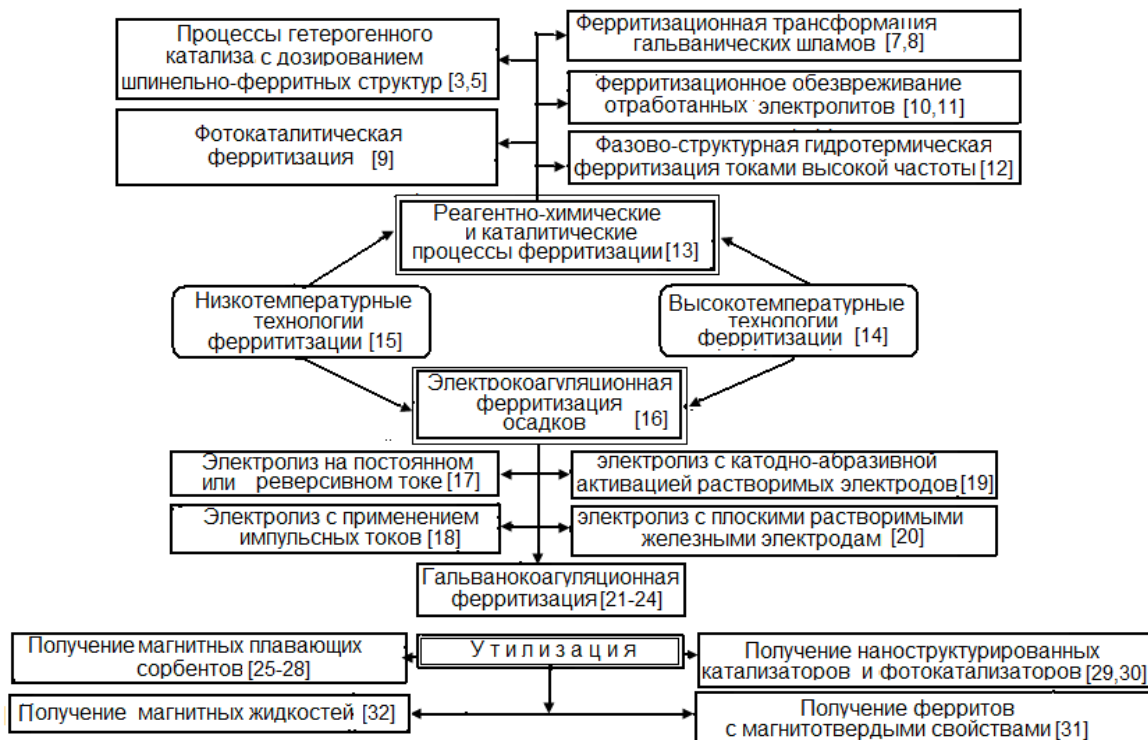 Процессы гетерогенного
катализа с дозированием
шпинельно-ферритных структур [3,5]
Ферритизационная трансформация
гальванических шламов [7,8]
Ферритизационное обезвреживание
отработанных электролитов [10,11]
Фотокаталитическая
ферритизация [9]
Фазово-структурная гидротермическая
ферритизация токами высокой частоты [12]
Реагентно-химические
и каталитические
процессы ферритизации [13]
Низкотемпературные
технологии
феррититзации [15]
Высокотемпературные
технологии
ферритизации [14]
Электрокоагуляционная
ферритизация
осадков [16]
Электролиз на постоянном
или реверсивном токе [17]
электролиз с катодно-абразивной
активацией растворимых электродов [19]
Электролиз с применением
импульсных токов [18]
электролиз с плоскими растворимыми
железными электродам [20]
Гальванокоагуляционная
ферритизация [21-24]
Получение магнитных плавающих
сорбентов [25-28]
Утилизация
Получение наноструктурированных
катализаторов и фотокатализаторов [29,30]
Получение магнитных жидкостей [32]
Получение ферритов
с магнитотвердыми свойствами [31]